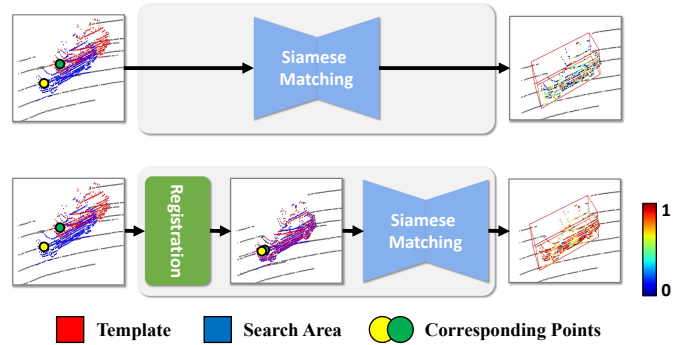 Siamese
Matching
Registration
Siamese
Matching
1
0
Template
Search Area
Corresponding Points